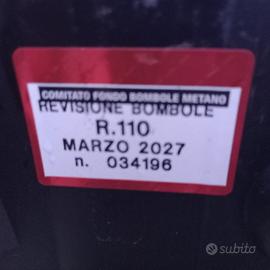 COMITATO FONDO BOMBOLE METANO
REVISIONE BOMBOLE
R.110
MARZO 2027
n. 034196
subito